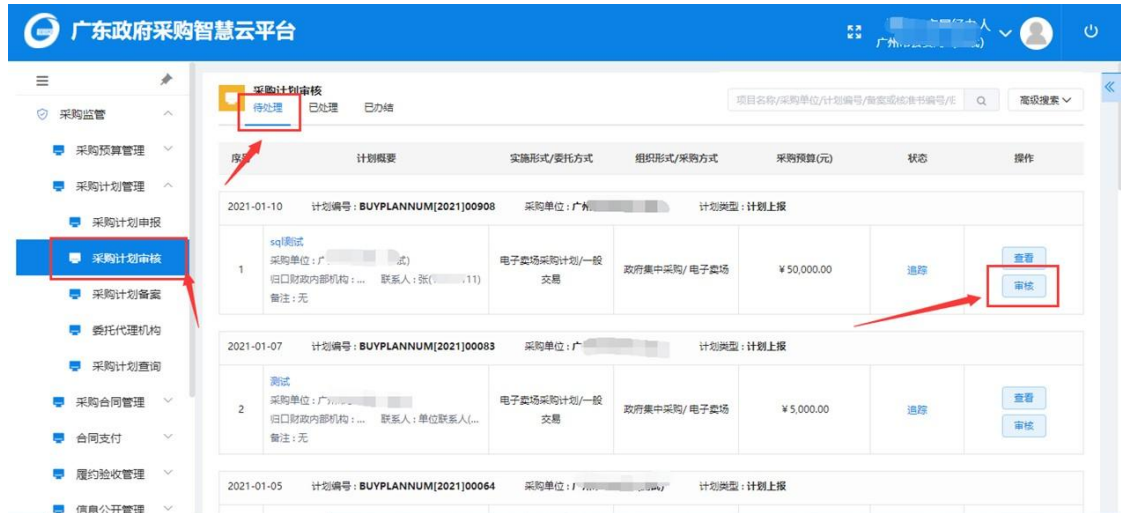 广东政府采购智慧云平台
采购监管
采购预算管理
采购计划管理
采购计划申报
采购计划审核
采购计划备案
委托代理机构
采购计划查询
采购合同管理
合同支付
履约验收管理
信息公开管理
采购计划审核
待处理 已处理 已办结
项目名称/采购单位/计划编号/备案或核准书编号/
高级搜索
计划概要 实施形式/委托方式 组织形式/采购方式 采购预算(元) 状态 操作
2021-01-10 计划编号：BUYPLANNUM[2021]00908 采购单位：广 计划类型：计划上报
sql测试
采购单位：
1 归口财政内部机构：... 联系人：张( 11)
备注：无
电子卖场采购计划/一般
交易
政府集中采购/ 电子卖场
￥50,000.00
追踪
查看
审核
2021-01-07 计划编号：BUYPLANNUM[2021]00083 采购单位：广 计划类型：计划上报
测试
采购单位：广
2 归口财政内部机构：... 联系人：单位联系人(...
备注：无
电子卖场采购计划/一般
交易
政府集中采购/ 电子卖场
￥5,000.00
追踪
查看
审核
2021-01-05 计划编号：BUYPLANNUM[2021]00064 采购单位： 计划类型：计划上报